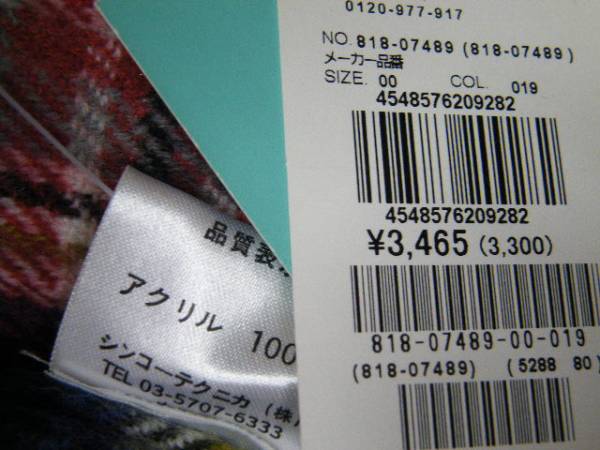 0120-977-917
NO. 818-07489 (818-07489)
メーカー品番
SIZE. 00 COL. 019
4548576209282
4548576209282
¥3,465 (3,300)
818-07489-00-019
(818-07489) (5288 80)
品質表
アクリル 100
シンコーテクニカ (株)
TEL 03-5707-6333